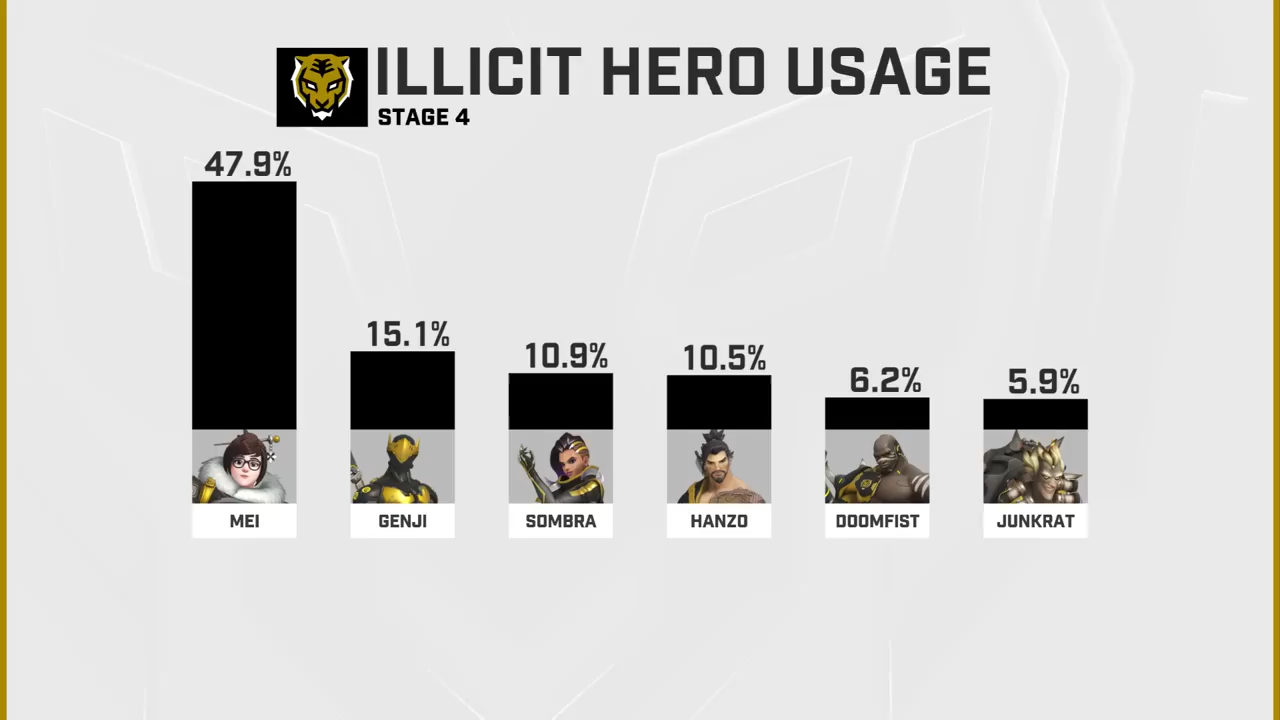 ILLICIT HERO USAGE
STAGE 4
47.9%
15.1%
10.9%
10.5%
6.2%
5.9%
MEI
GENJI
SOMBRA
HANZO
DOOMFIST
JUNKRAT